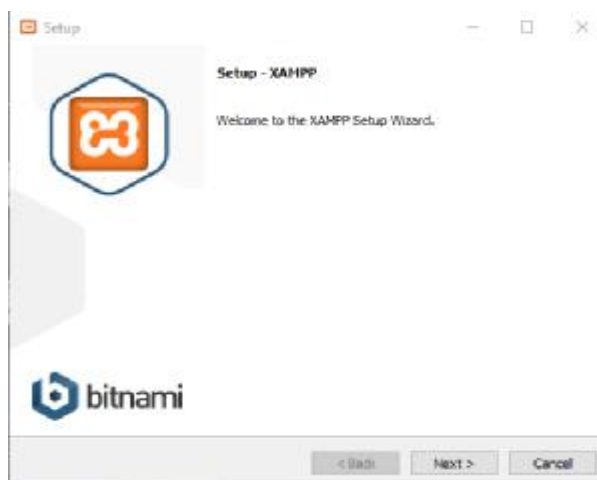 Setup
Setup - XAMPP
Welcome to the XAMPP Setup Wizard.
bitnami
< Back
Next >
Cancel